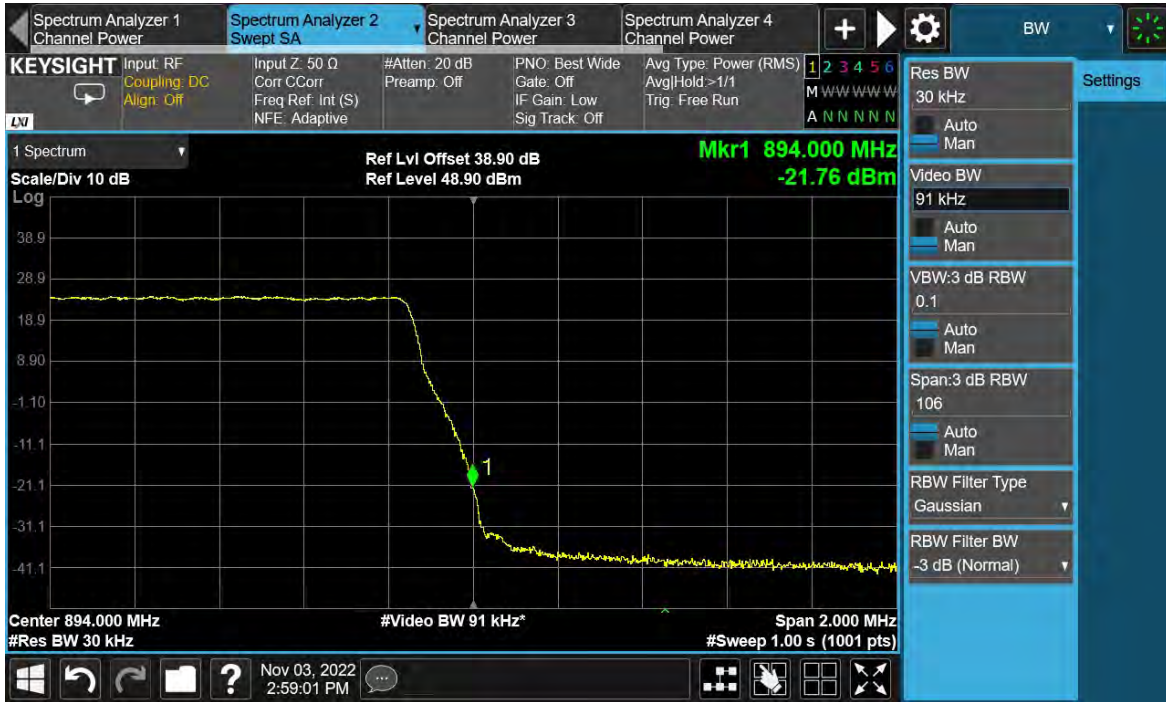 Spectrum Analyzer 1
Channel Power
Spectrum Analyzer 2
Swept SA
Spectrum Analyzer 3
Channel Power
Spectrum Analyzer 4
Channel Power
+
BW
KEYSIGHT
LXI
Input: RF
Coupling: DC
Align: Off
Input Z: 50 Ω
Corr CCorr
Freq Ref: Int (S)
NFE: Adaptive
#Atten: 20 dB
Preamp: Off
PNO: Best Wide
Gate: Off
IF Gain: Low
Sig Track: Off
Avg Type: Power (RMS)
Avg|Hold:>1/1
Trig: Free Run
1 2 3 4 5 6
M W W W W W
A N N N N N
1 Spectrum
Scale/Div 10 dB
Ref Lvl Offset 38.90 dB
Ref Level 48.90 dBm
Mkr1 894.000 MHz
-21.76 dBm
Log
38.9
28.9
18.9
8.90
-1.10
-11.1
-21.1
-31.1
-41.1
1
Center 894.000 MHz
#Res BW 30 kHz
#Video BW 91 kHz*
Span 2.000 MHz
#Sweep 1.00 s (1001 pts)
?
Nov 03, 2022
2:59:01 PM
Settings
Res BW
30 kHz
Auto
Man
Video BW
91 kHz
Auto
Man
VBW:3 dB RBW
0.1
Auto
Man
Span:3 dB RBW
106
Auto
Man
RBW Filter Type
Gaussian
RBW Filter BW
-3 dB (Normal)